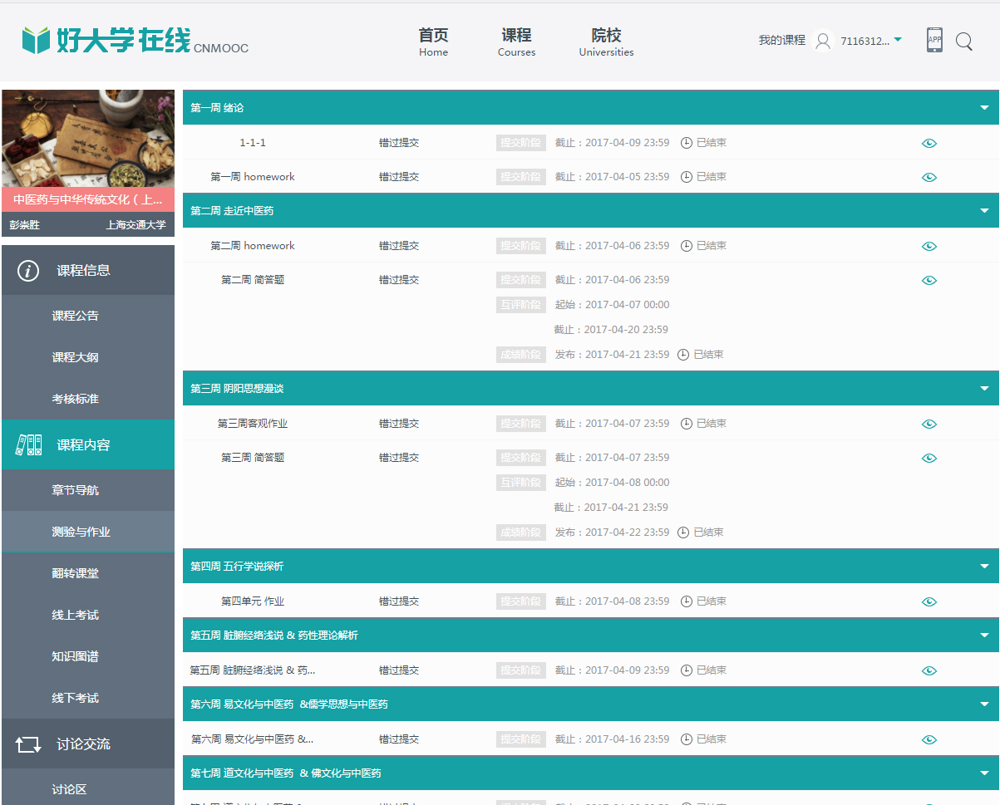 好大学在线 CNMOOC
首页 课程 院校
Home Courses Universities
我的课程 7116312... APP
中医药与中华传统文化（上...
彭崇胜 上海交通大学
课程信息
课程公告
课程大纲
考核标准
课程内容
章节导航
测验与作业
翻转课堂
线上考试
知识图谱
线下考试
讨论交流
讨论区
第一周 绪论
1-1-1 错过提交 提交阶段 截止：2017-04-09 23:59 已结束
第一周 homework 错过提交 提交阶段 截止：2017-04-05 23:59 已结束
第二周 走近中医药
第二周 homework 错过提交 提交阶段 截止：2017-04-06 23:59 已结束
第二周 简答题 错过提交 提交阶段 截止：2017-04-06 23:59
互评阶段 起始：2017-04-07 00:00
截止：2017-04-20 23:59
成绩阶段 发布：2017-04-21 23:59 已结束
第三周 阴阳思想漫谈
第三周客观作业 错过提交 提交阶段 截止：2017-04-07 23:59 已结束
第三周 简答题 错过提交 提交阶段 截止：2017-04-07 23:59
互评阶段 起始：2017-04-08 00:00
截止：2017-04-21 23:59
成绩阶段 发布：2017-04-22 23:59 已结束
第四周 五行学说探析
第四单元 作业 错过提交 提交阶段 截止：2017-04-08 23:59 已结束
第五周 脏腑经络浅说 & 药性理论解析
第五周 脏腑经络浅说 & 药... 错过提交 提交阶段 截止：2017-04-09 23:59 已结束
第六周 易文化与中医药 &儒学思想与中医药
第六周 易文化与中医药 &... 错过提交 提交阶段 截止：2017-04-16 23:59 已结束
第七周 道文化与中医药 & 佛文化与中医药